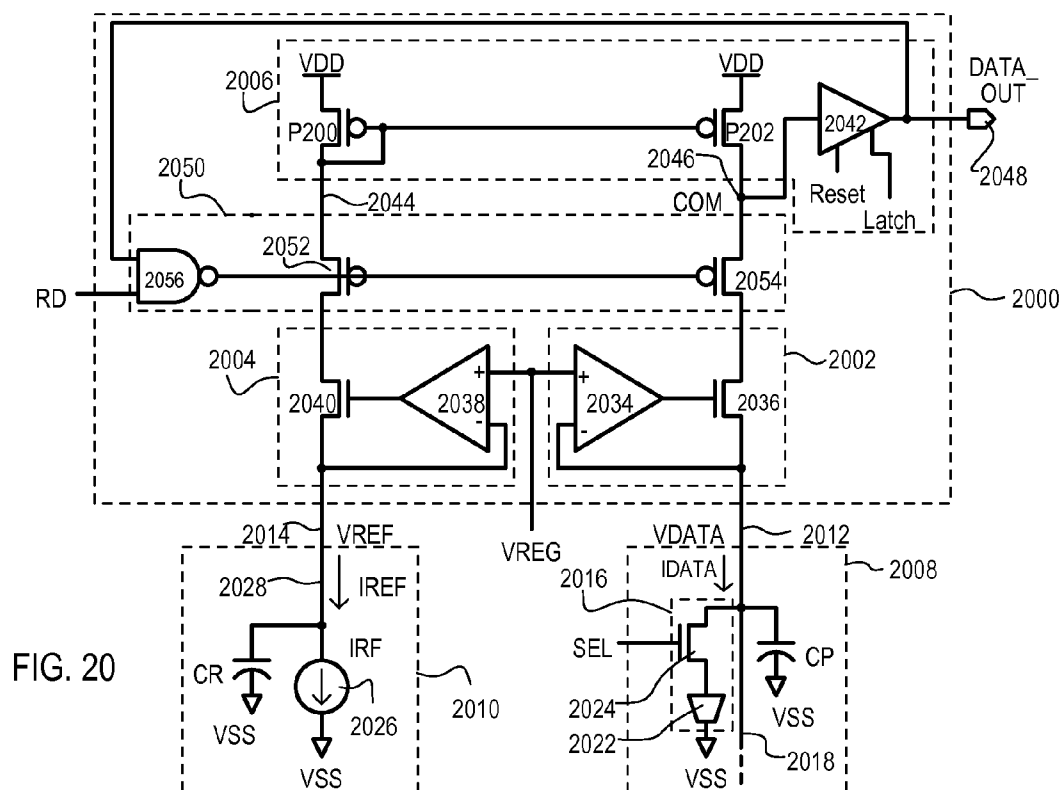 VDD
VDD
DATA_
OUT
2006
P200
P202
2042
2046
2048
2050
2044
COM
Reset
Latch
2052
2056
2054
RD
2000
2004
2002
2040
2038
+
-
+
-
2034
2036
2014
VREF
VREG
VDATA
2012
2028
IREF
2016
IDATA
2008
FIG. 20
CR
IRF
SEL
CP
2026
2010
2024
VSS
2022
VSS
VSS
VSS
2018